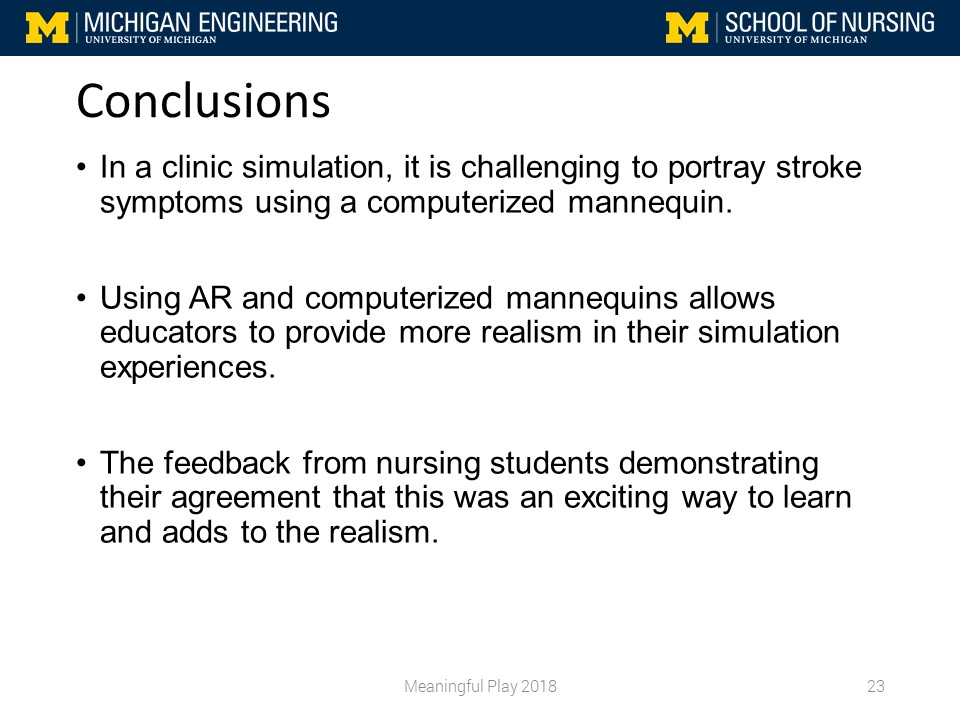 M MICHIGAN ENGINEERING
UNIVERSITY OF MICHIGAN
M SCHOOL OF NURSING
UNIVERSITY OF MICHIGAN
Conclusions
• In a clinic simulation, it is challenging to portray stroke
symptoms using a computerized mannequin.
• Using AR and computerized mannequins allows
educators to provide more realism in their simulation
experiences.
• The feedback from nursing students demonstrating
their agreement that this was an exciting way to learn
and adds to the realism.
Meaningful Play 2018
23